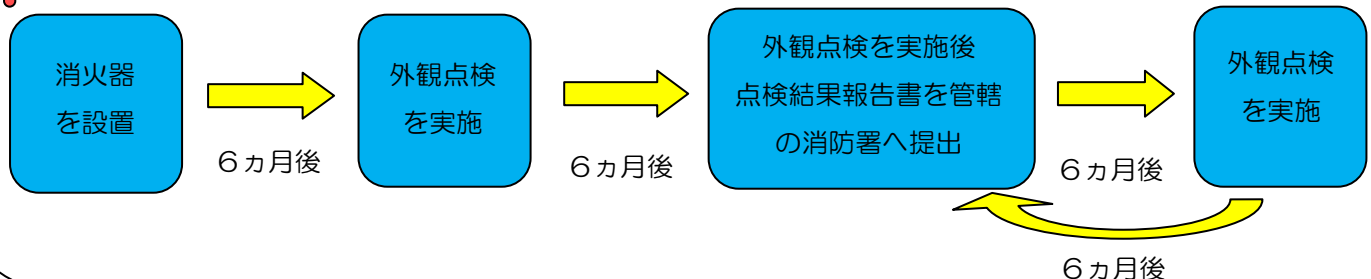 消火器
を設置
6ヵ月後
外観点検
を実施
6ヵ月後
外観点検を実施後
点検結果報告書を管轄
の消防署へ提出
6ヵ月後
外観点検
を実施
6ヵ月後